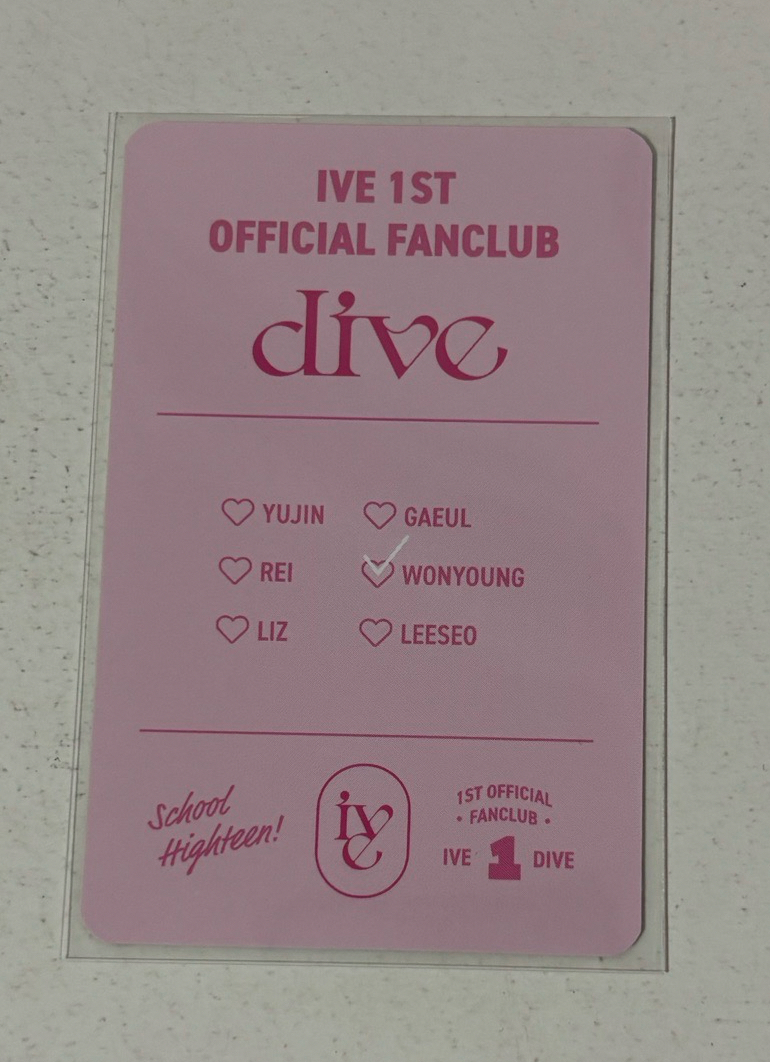 IVE 1ST
OFFICIAL FANCLUB
dive
YUJIN GAEUL
REI WONYOUNG
LIZ LEESEO
School
Highteen!
ive
1ST OFFICIAL
• FANCLUB •
IVE 1 DIVE